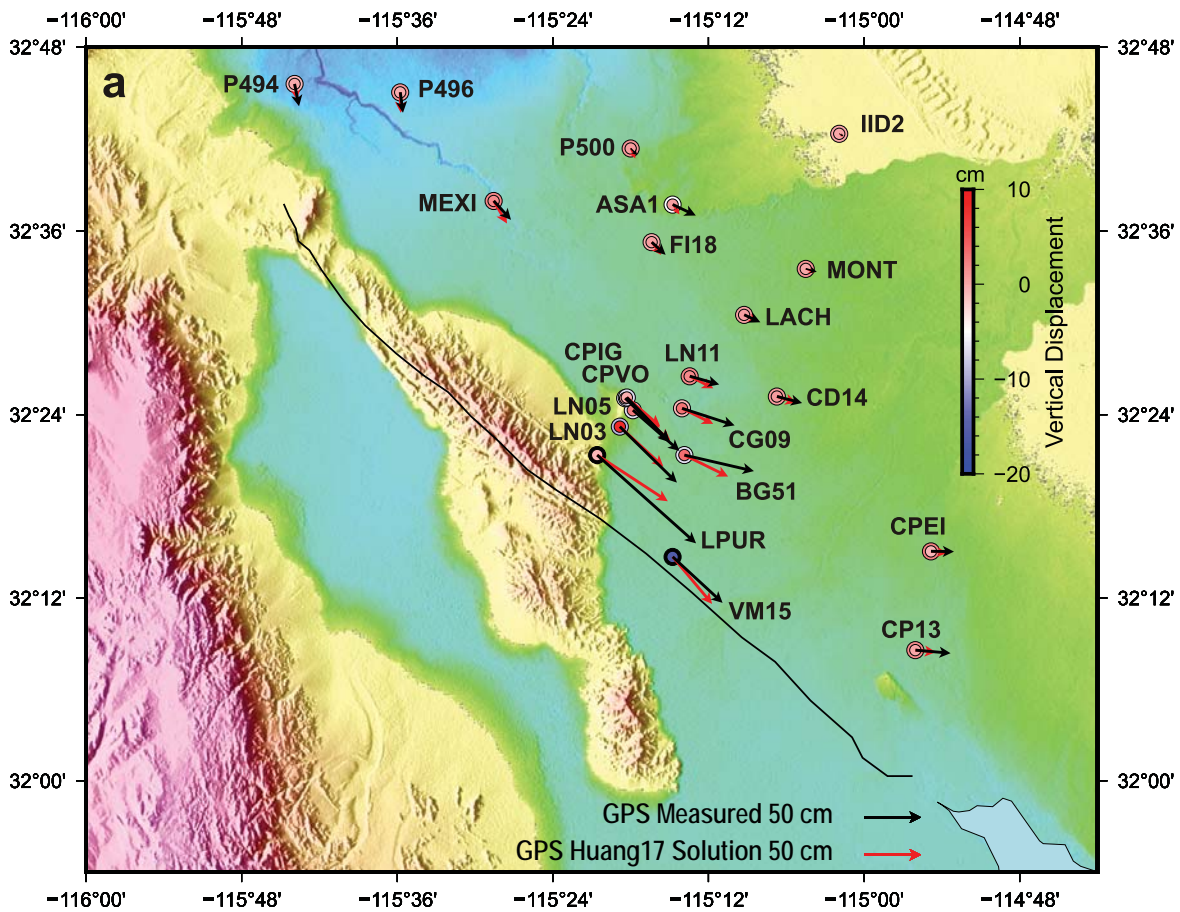 −116°00' −115°48' −115°36' −115°24' −115°12' −115°00' −114°48'
32°48' 32°48'
a
P494
P496
IID2
P500
cm
10
MEXI
ASA1
32°36' 32°36'
FI18
MONT
0
LACH
Vertical Displacement
CPIG
LN11
CPVO
−10
LN05
CD14
32°24' 32°24'
LN03
CG09
−20
BG51
CPEI
LPUR
32°12' 32°12'
VM15
CP13
32°00' 32°00'
GPS Measured 50 cm
GPS Huang17 Solution 50 cm
−116°00' −115°48' −115°36' −115°24' −115°12' −115°00' −114°48'